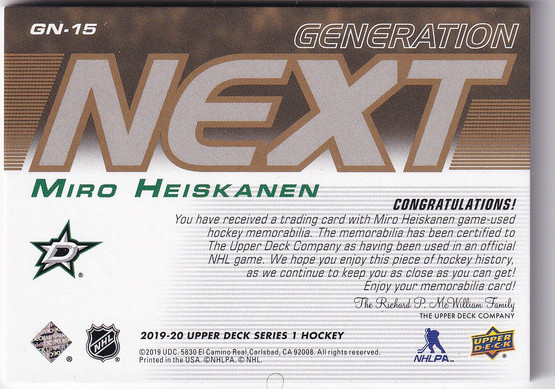 GN-15
GENERATION
NEXT
MIRO HEISKANEN
CONGRATULATIONS!
You have received a trading card with Miro Heiskanen game-used
hockey memorabilia. The memorabilia has been certified to
The Upper Deck Company as having been used in an official
NHL game. We hope you enjoy this piece of hockey history,
as we continue to keep you as close as you can get!
Enjoy your memorabilia card!
The Richard P. McWilliam Family
THE UPPER DECK COMPANY
D
NHL
2019-20 UPPER DECK SERIES 1 HOCKEY
©2019 UDC. 5830 El Camino Real, Carlsbad, CA 92008. All rights reserved.
Printed in the USA. ©NHLPA. © NHL.
NHLPA
UPPER
D·E·C·K